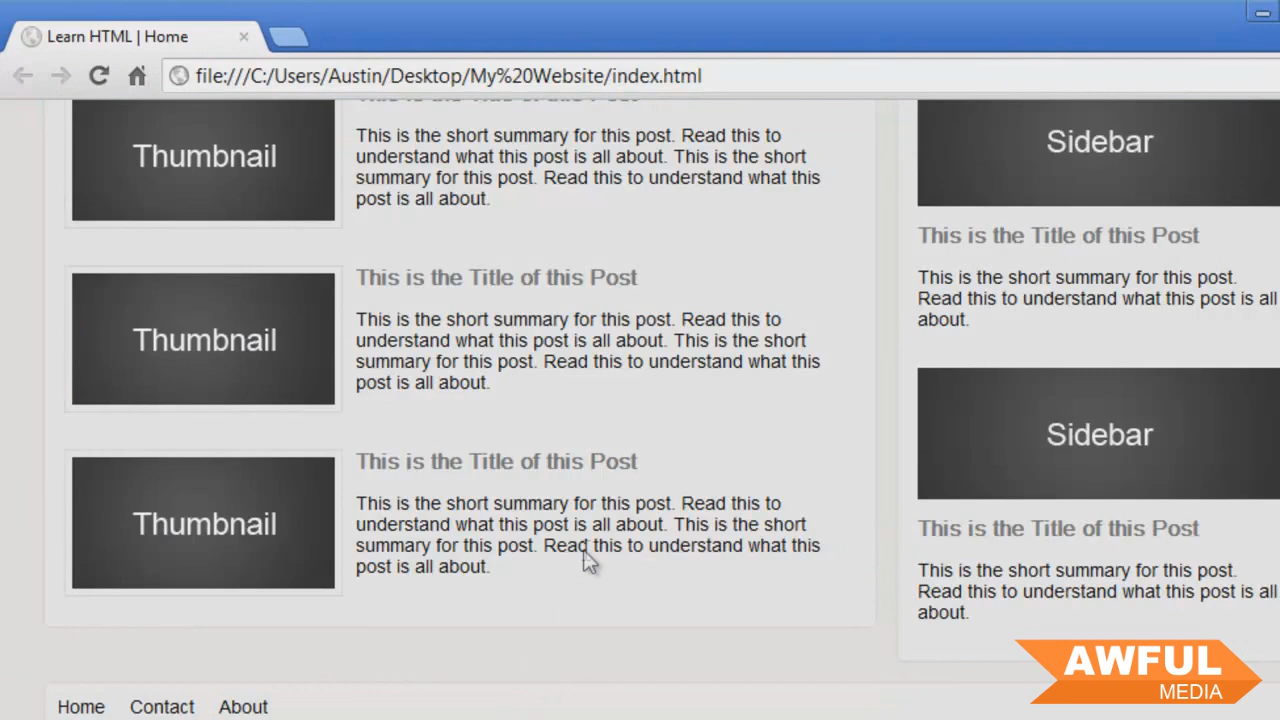 Learn HTML | Home
file:///C:/Users/Austin/Desktop/My%20Website/index.html
This is the Title of this Post
Thumbnail
This is the short summary for this post. Read this to
understand what this post is all about. This is the short
summary for this post. Read this to understand what this
post is all about.
Thumbnail
This is the Title of this Post
This is the short summary for this post. Read this to
understand what this post is all about. This is the short
summary for this post. Read this to understand what this
post is all about.
Thumbnail
This is the Title of this Post
This is the short summary for this post. Read this to
understand what this post is all about. This is the short
summary for this post. Read this to understand what this
post is all about.
Sidebar
This is the Title of this Post
This is the short summary for this post.
Read this to understand what this post is all
about.
Sidebar
This is the Title of this Post
This is the short summary for this post.
Read this to understand what this post is all
about.
Home Contact About
AWFUL
MEDIA